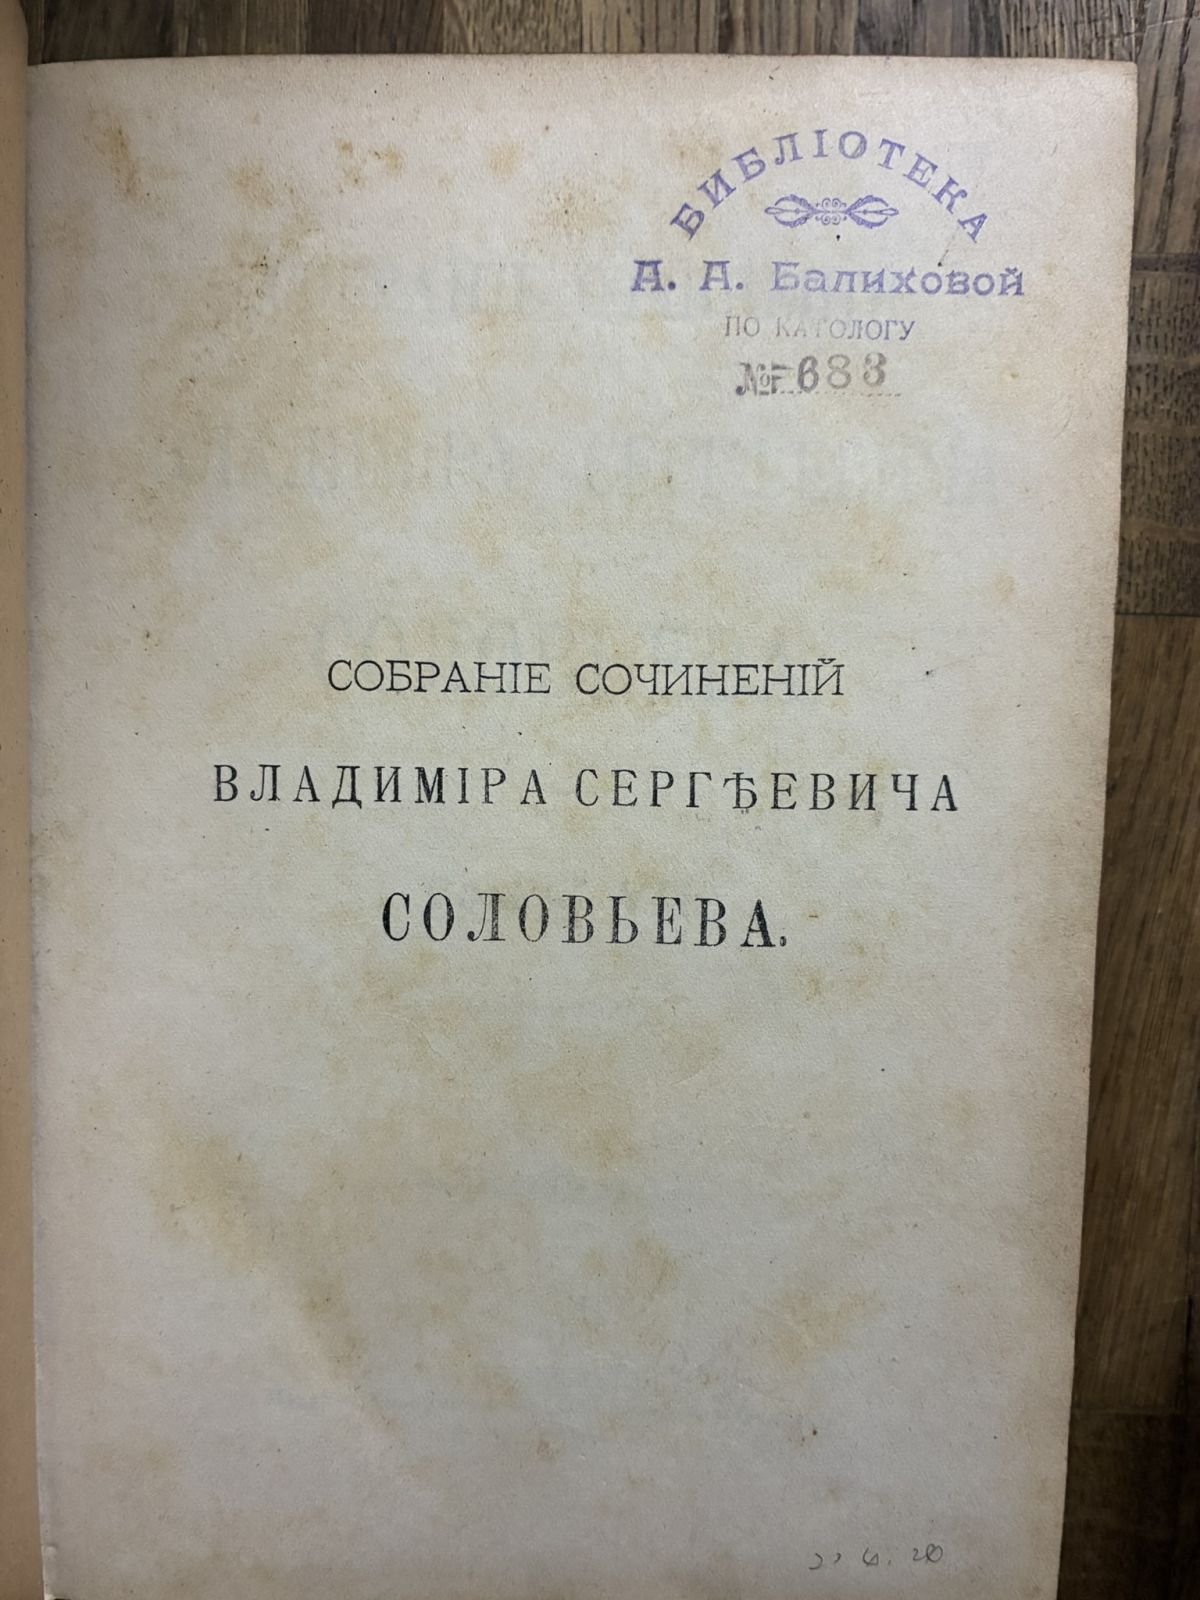 БИБЛІОТЕКА
А. А. Балиховой
ПО КАТОЛОГУ
№ 683
СОБРАНІЕ СОЧИНЕНІЙ
ВЛАДИМІРА СЕРГѢЕВИЧА
СОЛОВЬЕВА.